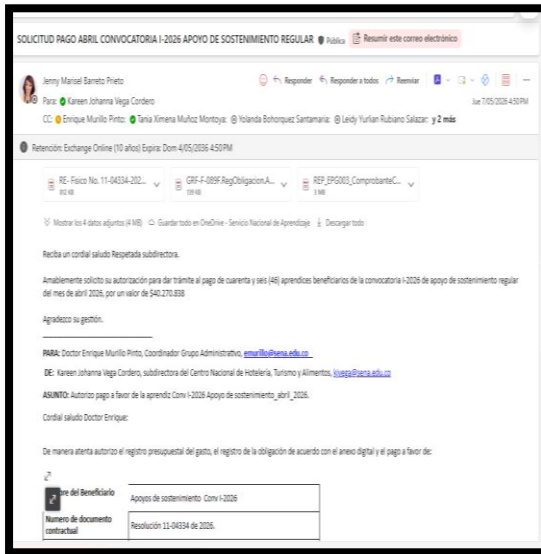 SOLICITUD PAGO ABRIL CONVOCATORIA I-2026 APOYO DE SOSTENIMIENTO REGULAR Pública Resumir este correo electrónico
Jenny Marisel Barreto Prieto
Responder Responder a todos Reenviar
Para: Kareen Johanna Vega Cordero
Jue 7/05/2026 4:50 PM
CC: Enrique Murillo Pinto; Tania Ximena Muñoz Montoya; Yolanda Bohorquez Santamaria; Leidy Yurlian Rubiano Salazar; y 2 más
Retención: Exchange Online (10 años) Expira: Dom 4/05/2036 4:50 PM
RE- Fisico No. 11-04334-202... GRF-F-089F.RegObligacion.A... REP_EPG003_ComprobanteC...
3 MB
Mostrar los 4 datos adjuntos (4 MB) Guardar todo en OneDrive - Servicio Nacional de Aprendizaje Descargar todo
Reciba un cordial saludo Respetada subdirectora.
Amablemente solicito su autorización para dar trámite al pago de cuarenta y seis (46) aprendices beneficiarios de la convocatoria I-2026 de apoyo de sostenimiento regular
del mes de abril 2026, por un valor de $40.270.838
Agradezco su gestión.
PARA: Doctor Enrique Murillo Pinto, Coordinador Grupo Administrativo, emurillo@sena.edu.co
DE: Kareen Johanna Vega Cordero, subdirectora del Centro Nacional de Hotelería, Turismo y Alimentos, kjvega@sena.edu.co
ASUNTO: Autorizo pago a favor de la aprendiz Conv I-2026 Apoyo de sostenimiento_abril_2026.
Cordial saludo Doctor Enrique:
De manera atenta autorizo el registro presupuestal del gasto, el registro de la obligación de acuerdo con el anexo digital y el pago a favor de:
bre del Beneficiario Apoyos de sostenimiento Conv I-2026
Numero de documento
contractual Resolución 11-04334 de 2026.